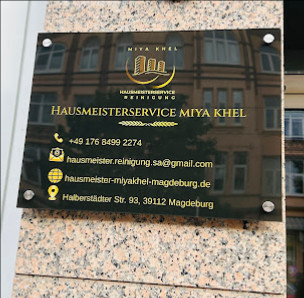 MIYA KHEL
HAUSMEISTERSERVICE
REINIGUNG
HAUSMEISTERSERVICE MIYA KHEL
+49 176 8499 2274
hausmeister.reinigung.sa@gmail.com
hausmeister-miyakhel-magdeburg.de
Halberstädter Str. 93, 39112 Magdeburg